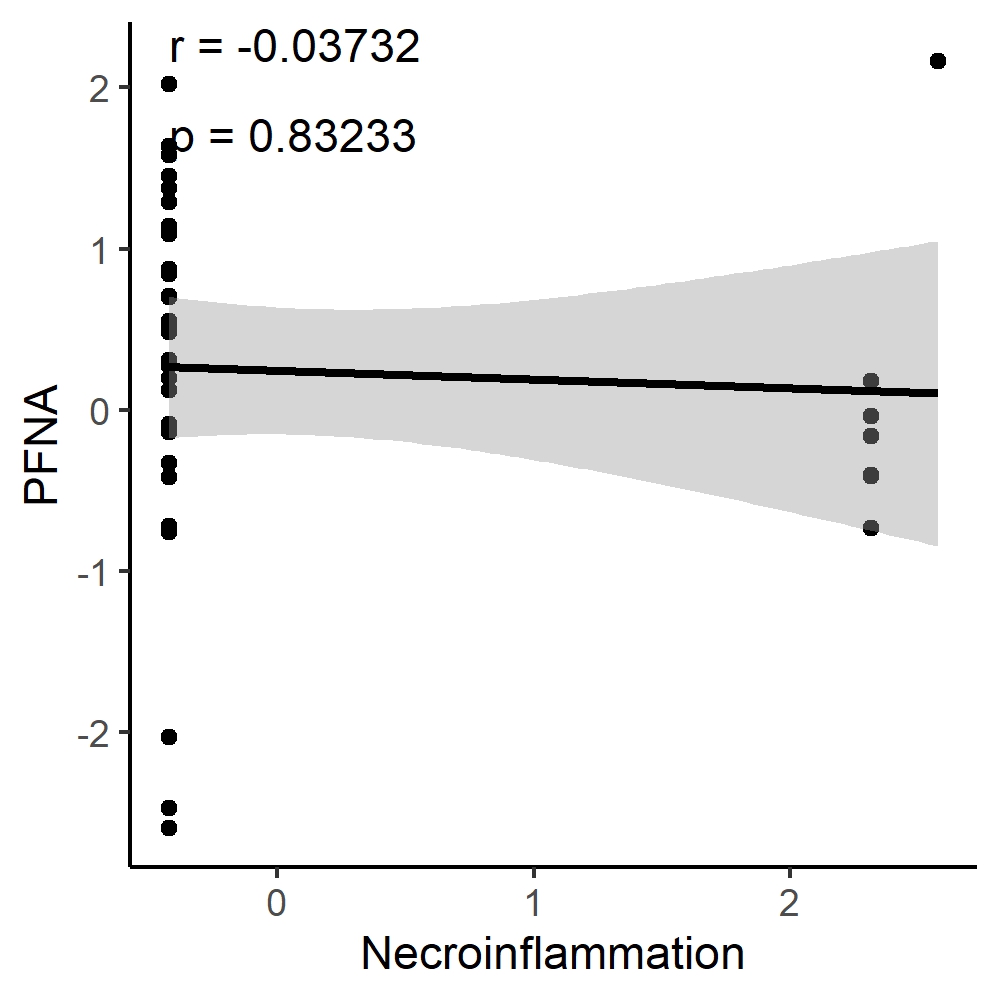 r = -0.03732
p = 0.83233
2
1
0
-1
-2
PFNA
0 1 2
Necroinflammation